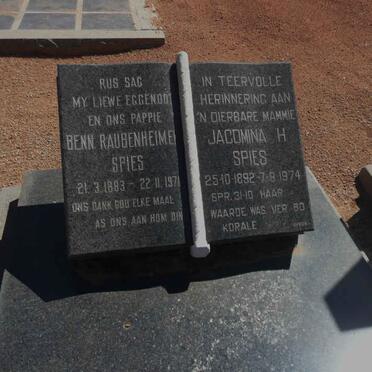 RUS SAG
MY LIEWE EGGENOOT
EN ONS PAPPIE
BENN RAUBENHEIMER
SPIES
21.3.1883 – 22.11.1971
ONS DANK GOD ELKE MAAL
AS ONS AAN HOM DINK
IN TEERVOLLE
HERINNERING AAN
'N DIERBARE MAMMIE
JACOMINA H
SPIES
25.10.1892-7.9.1974
SPR.31:10 HAAR
WAARDE WAS VER BO
KORALE